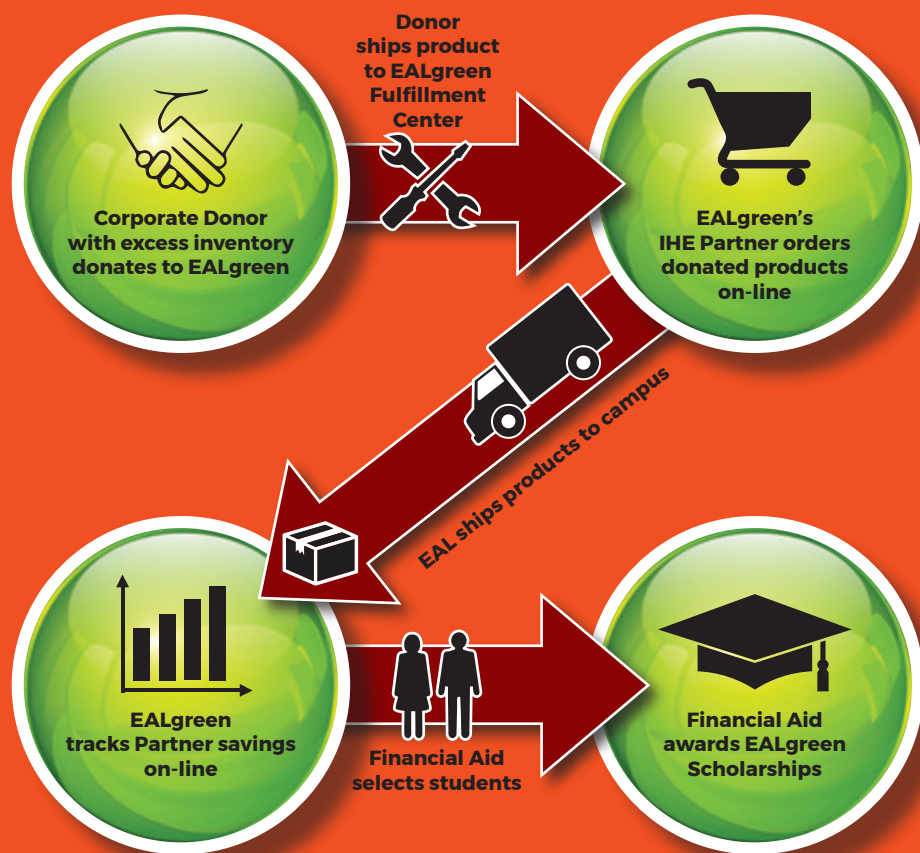 Donor
ships product
to EALgreen
Fulfillment
Center
Corporate Donor
with excess inventory
donates to EALgreen
EALgreen’s
IHE Partner orders
donated products
on-line
EAL ships products to campus
EALgreen
tracks Partner savings
on-line
Financial Aid
selects students
Financial Aid
awards EALgreen
Scholarships